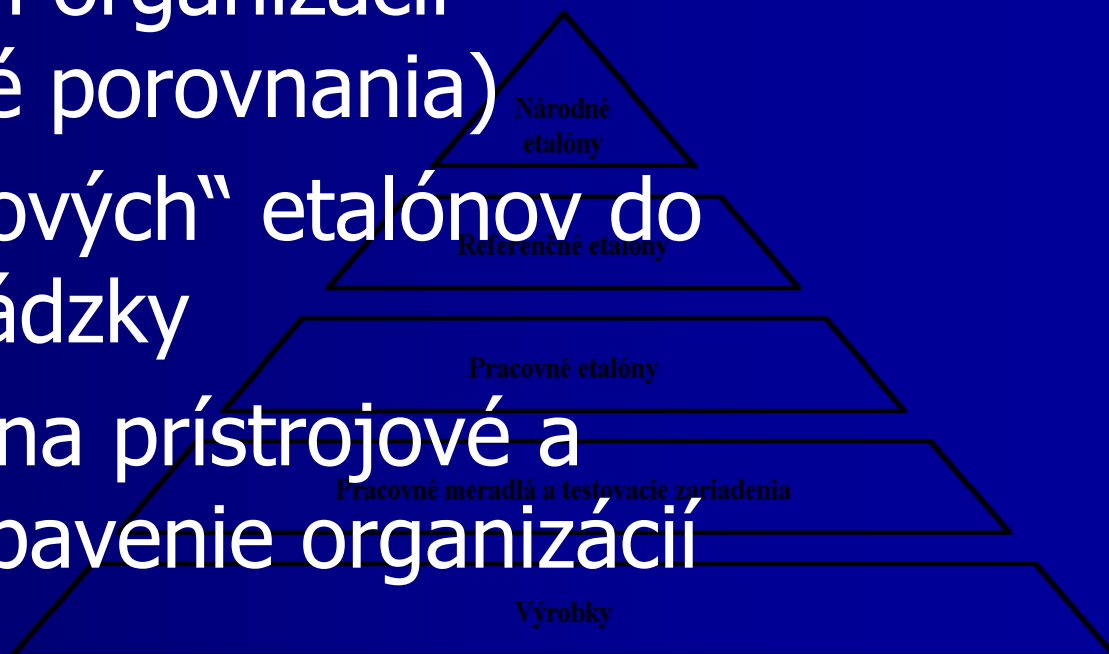 organizácií
é porovnania)
ových“ etalónov do
ádzky
na prístrojové a
bavenie organizácií
Národné
etalóny
Referenčné etalóny
Pracovné etalóny
Pracovné meradlá a testovacie zariadenia
Výrobky